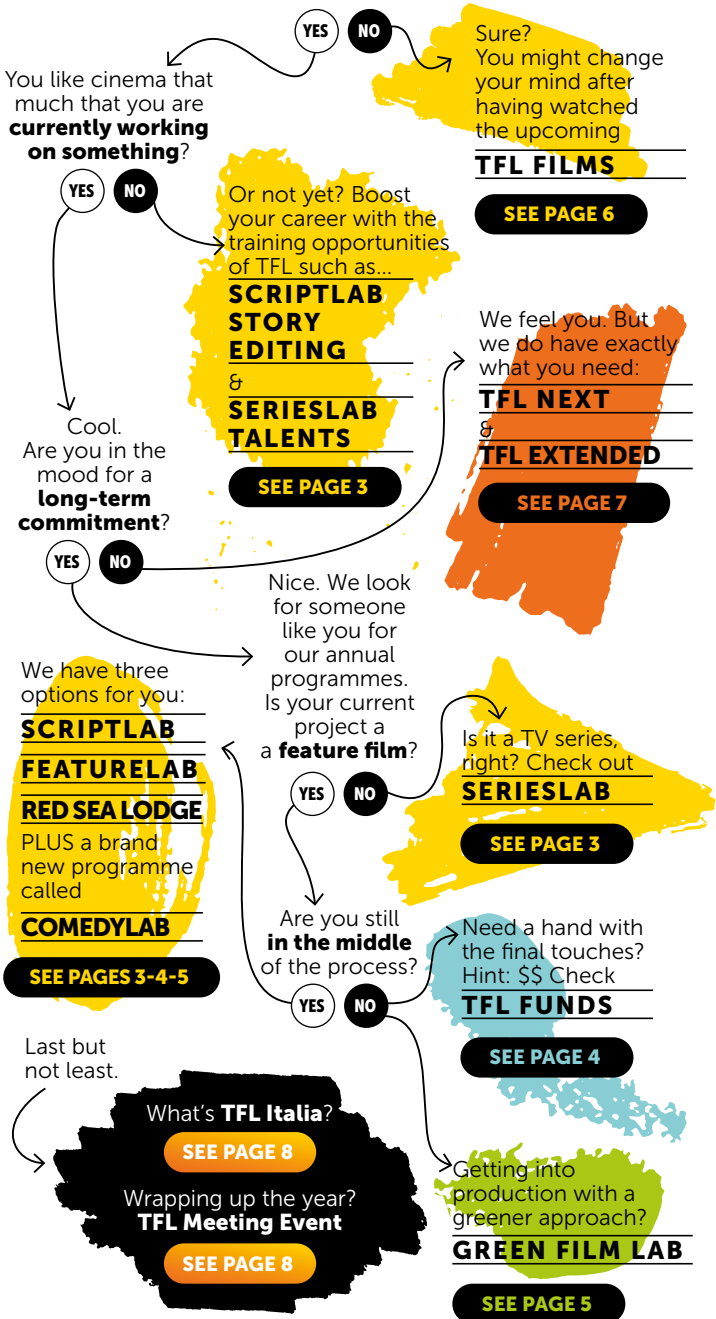 YES
NO
Sure?
You might change
your mind after
having watched
the upcoming
TFL FILMS
SEE PAGE 6
You like cinema that
much that you are
currently working
on something?
YES
NO
Or not yet? Boost
your career with the
training opportunities
of TFL such as...
SCRIPTLAB
STORY
EDITING
&
SERIESLAB
TALENTS
SEE PAGE 3
We feel you. But
we do have exactly
what you need:
TFL NEXT
&
TFL EXTENDED
SEE PAGE 7
Cool.
Are you in the
mood for a
long-term
commitment?
YES
NO
Nice. We look
for someone
like you for
our annual
programmes.
Is your current
project a
a feature film?
YES
NO
Is it a TV series,
right? Check out
SERIESLAB
SEE PAGE 3
We have three
options for you:
SCRIPTLAB
FEATURELAB
RED SEA LODGE
PLUS a brand
new programme
called
COMEDYLAB
SEE PAGES 3-4-5
Are you still
in the middle
of the process?
YES
NO
Need a hand with
the final touches?
Hint: $$ Check
TFL FUNDS
SEE PAGE 4
Getting into
production with a
greener approach?
GREEN FILM LAB
SEE PAGE 5
Last but
not least.
What's TFL Italia?
SEE PAGE 8
Wrapping up the year?
TFL Meeting Event
SEE PAGE 8